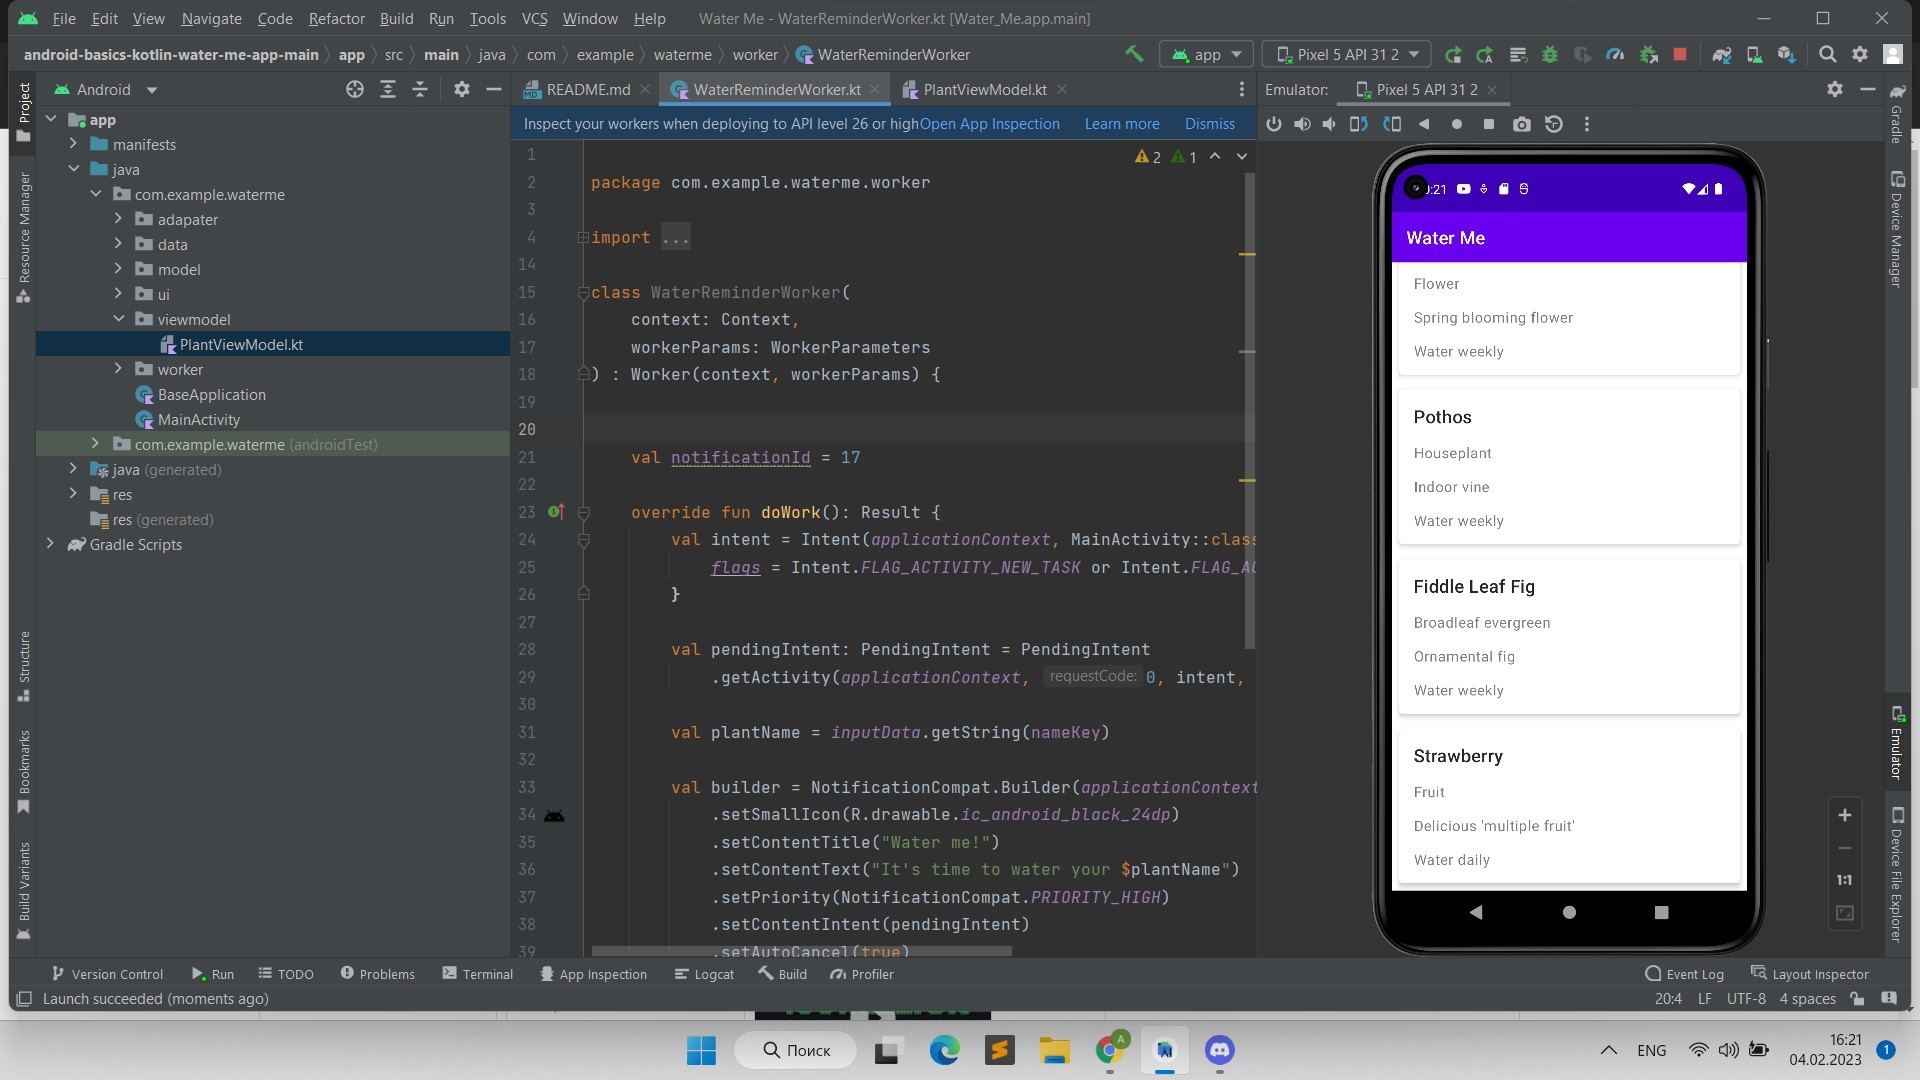 File Edit View Navigate Code Refactor Build Run Tools VCS Window Help Water Me - WaterReminderWorker.kt [Water_Me.app.main]
android-basics-kotlin-water-me-app-main app src main java com example waterme worker WaterReminderWorker app Pixel 5 API 31 2
Project
Resource Manager
Structure
Bookmarks
Build Variants
Android
app
manifests
java
com.example.waterme
adapater
data
model
ui
viewmodel
PlantViewModel.kt
worker
BaseApplication
MainActivity
com.example.waterme (androidTest)
java (generated)
res
res (generated)
Gradle Scripts
README.md WaterReminderWorker.kt PlantViewModel.kt
Inspect your workers when deploying to API level 26 or high Open App Inspection Learn more Dismiss
2 1
1
2 package com.example.waterme.worker
3
4 import ...
14
15 class WaterReminderWorker(
16 context: Context,
17 workerParams: WorkerParameters
18 ) : Worker(context, workerParams) {
19
20
21 val notificationId = 17
22
23 override fun doWork(): Result {
24 val intent = Intent(applicationContext, MainActivity::class
25 flags = Intent.FLAG_ACTIVITY_NEW_TASK or Intent.FLAG_AC
26 }
27
28 val pendingIntent: PendingIntent = PendingIntent
29 .getActivity(applicationContext, requestCode: 0, intent,
30
31 val plantName = inputData.getString(nameKey)
32
33 val builder = NotificationCompat.Builder(applicationContext
34 .setSmallIcon(R.drawable.ic_android_black_24dp)
35 .setContentTitle("Water me!")
36 .setContentText("It's time to water your $plantName")
37 .setPriority(NotificationCompat.PRIORITY_HIGH)
38 .setContentIntent(pendingIntent)
39 .setAutoCancel(true)
Emulator: Pixel 5 API 31 2
:21
Water Me
Flower
Spring blooming flower
Water weekly
Pothos
Houseplant
Indoor vine
Water weekly
Fiddle Leaf Fig
Broadleaf evergreen
Ornamental fig
Water weekly
Strawberry
Fruit
Delicious 'multiple fruit'
Water daily
1:1
Gradle
Device Manager
Emulator
Device File Explorer
Version Control Run TODO Problems Terminal App Inspection Logcat Build Profiler Event Log Layout Inspector
Launch succeeded (moments ago) 20:4 LF UTF-8 4 spaces
Поиск
ENG
16:21
04.02.2023
1